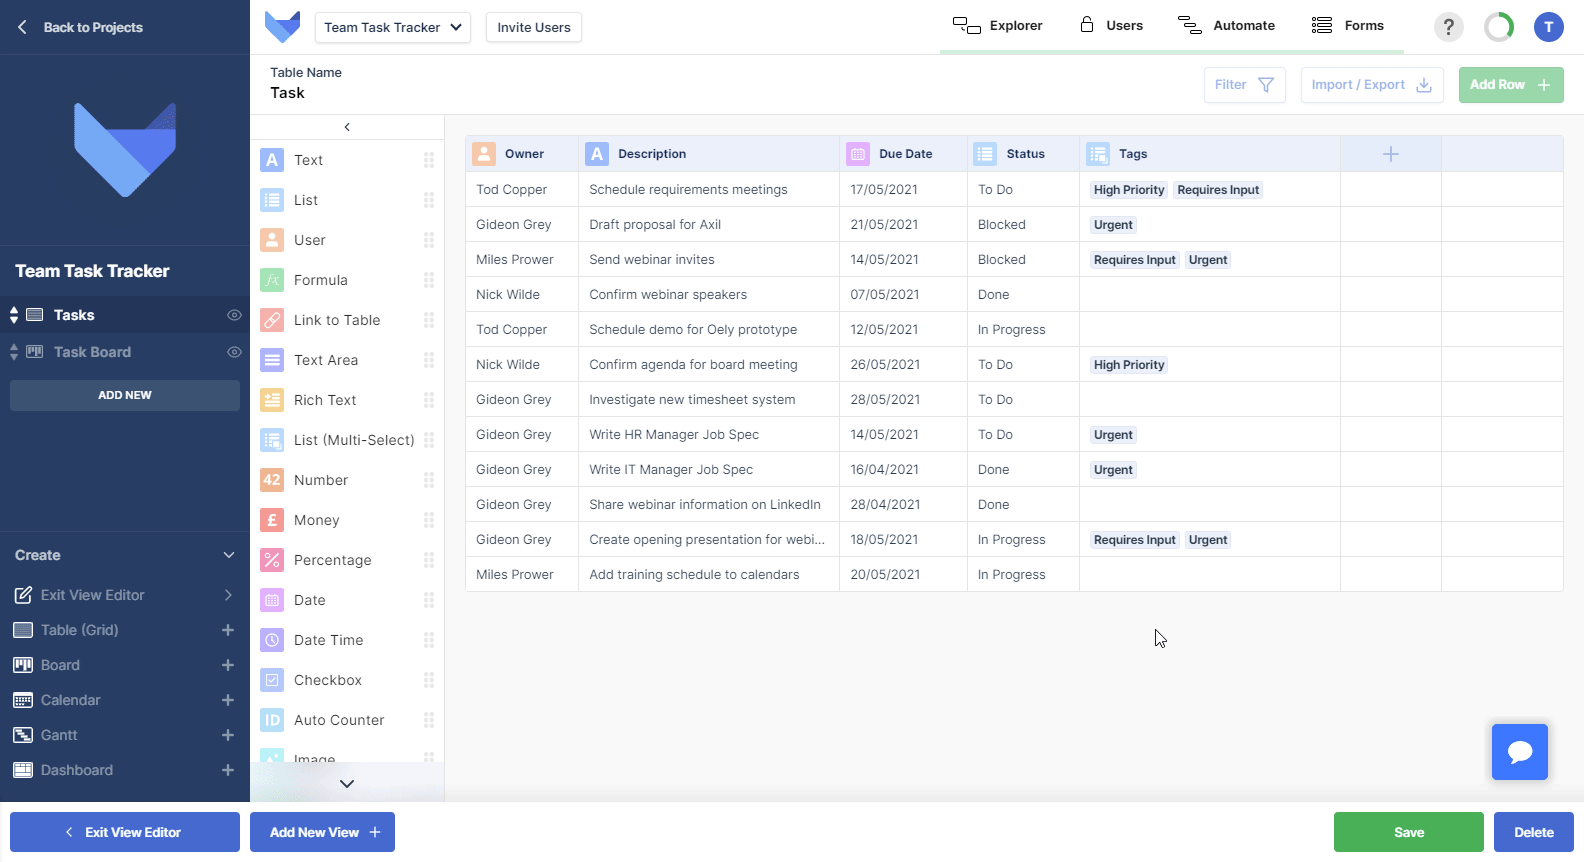 Back to Projects
Team Task Tracker
Invite Users
Explorer
Users
Automate
Forms
?
T
Table Name
Task
Filter
Import / Export
Add Row
Team Task Tracker
Tasks
Task Board
ADD NEW
Create
Exit View Editor
Table (Grid)
Board
Calendar
Gantt
Dashboard
A Text
List
User
fx Formula
Link to Table
Text Area
Rich Text
List (Multi-Select)
42 Number
£ Money
% Percentage
Date
Date Time
Checkbox
ID Auto Counter
Image
Owner A Description Due Date Status Tags
Tod Copper Schedule requirements meetings 17/05/2021 To Do High Priority Requires Input
Gideon Grey Draft proposal for Axil 21/05/2021 Blocked Urgent
Miles Prower Send webinar invites 14/05/2021 Blocked Requires Input Urgent
Nick Wilde Confirm webinar speakers 07/05/2021 Done
Tod Copper Schedule demo for Oely prototype 12/05/2021 In Progress
Nick Wilde Confirm agenda for board meeting 26/05/2021 To Do High Priority
Gideon Grey Investigate new timesheet system 28/05/2021 To Do
Gideon Grey Write HR Manager Job Spec 14/05/2021 To Do Urgent
Gideon Grey Write IT Manager Job Spec 16/04/2021 Done Urgent
Gideon Grey Share webinar information on LinkedIn 28/04/2021 Done
Gideon Grey Create opening presentation for webi... 18/05/2021 In Progress Requires Input Urgent
Miles Prower Add training schedule to calendars 20/05/2021 In Progress
Exit View Editor
Add New View
Save
Delete